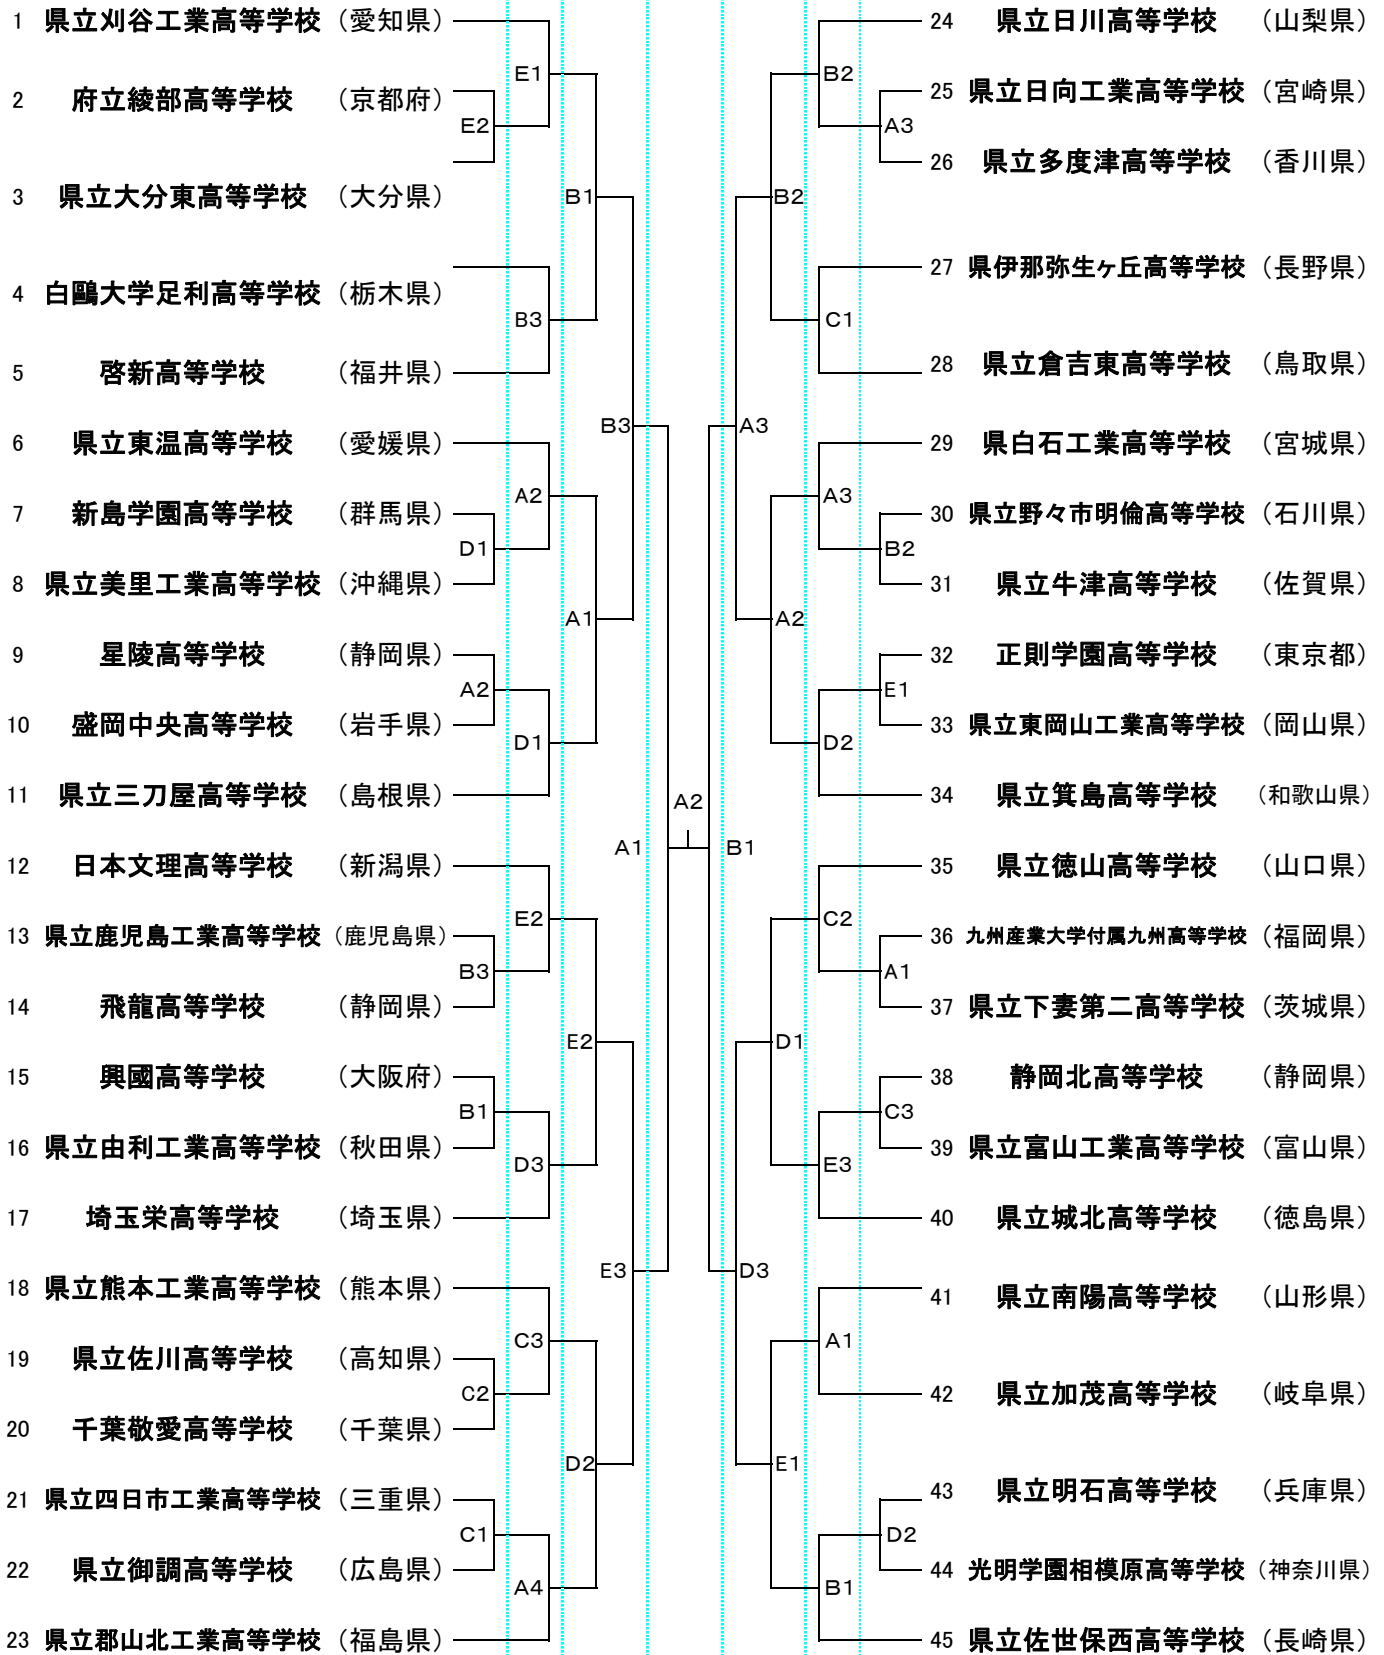 1 県立刈谷工業高等学校 （愛知県）
2 府立綾部高等学校 （京都府）
3 県立大分東高等学校 （大分県）
4 白鷗大学足利高等学校 （栃木県）
5 啓新高等学校 （福井県）
6 県立東温高等学校 （愛媛県）
7 新島学園高等学校 （群馬県）
8 県立美里工業高等学校 （沖縄県）
9 星陵高等学校 （静岡県）
10 盛岡中央高等学校 （岩手県）
11 県立三刀屋高等学校 （島根県）
12 日本文理高等学校 （新潟県）
13 県立鹿児島工業高等学校 （鹿児島県）
14 飛龍高等学校 （静岡県）
15 興國高等学校 （大阪府）
16 県立由利工業高等学校 （秋田県）
17 埼玉栄高等学校 （埼玉県）
18 県立熊本工業高等学校 （熊本県）
19 県立佐川高等学校 （高知県）
20 千葉敬愛高等学校 （千葉県）
21 県立四日市工業高等学校 （三重県）
22 県立御調高等学校 （広島県）
23 県立郡山北工業高等学校 （福島県）
E2
D1
A2
B3
B1
C2
C1
E1
B3
A2
D1
E2
D3
C3
A4
B1
A1
E2
D2
B3
E3
A1
A2
B1
A3
D3
B2
A2
D1
E1
B2
C1
A3
D2
C2
E3
A1
B1
A3
B2
E1
A1
C3
D2
24 県立日川高等学校 （山梨県）
25 県立日向工業高等学校 （宮崎県）
26 県立多度津高等学校 （香川県）
27 県伊那弥生ヶ丘高等学校 （長野県）
28 県立倉吉東高等学校 （鳥取県）
29 県白石工業高等学校 （宮城県）
30 県立野々市明倫高等学校 （石川県）
31 県立牛津高等学校 （佐賀県）
32 正則学園高等学校 （東京都）
33 県立東岡山工業高等学校 （岡山県）
34 県立箕島高等学校 （和歌山県）
35 県立徳山高等学校 （山口県）
36 九州産業大学付属九州高等学校 （福岡県）
37 県立下妻第二高等学校 （茨城県）
38 静岡北高等学校 （静岡県）
39 県立富山工業高等学校 （富山県）
40 県立城北高等学校 （徳島県）
41 県立南陽高等学校 （山形県）
42 県立加茂高等学校 （岐阜県）
43 県立明石高等学校 （兵庫県）
44 光明学園相模原高等学校 （神奈川県）
45 県立佐世保西高等学校 （長崎県）